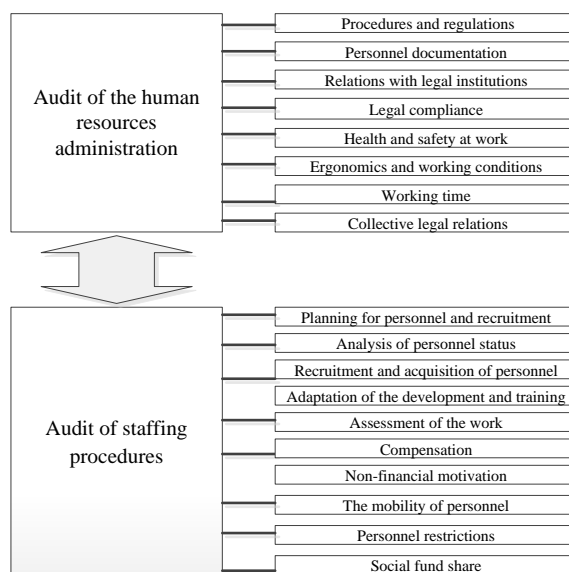 Audit of the human
resources
administration
Procedures and regulations
Personnel documentation
Relations with legal institutions
Legal compliance
Health and safety at work
Ergonomics and working conditions
Working time
Collective legal relations
Audit of staffing
procedures
Planning for personnel and recruitment
Analysis of personnel status
Recruitment and acquisition of personnel
Adaptation of the development and training
Assessment of the work
Compensation
Non-financial motivation
The mobility of personnel
Personnel restrictions
Social fund share